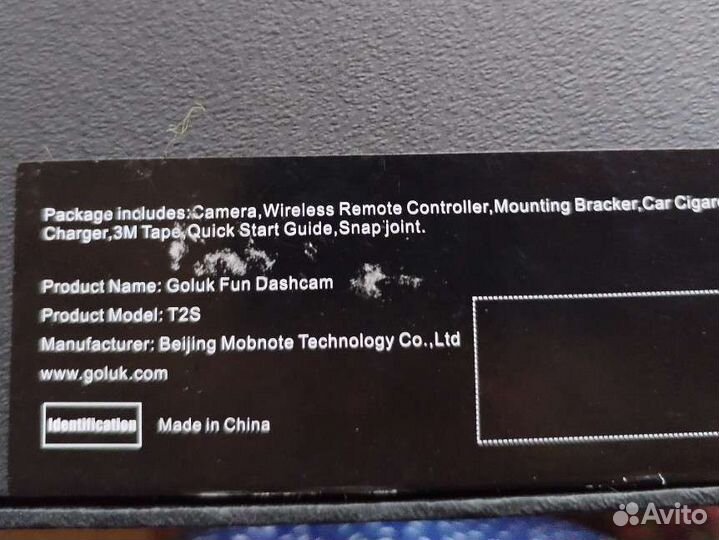 Package includes:Camera,Wireless Remote Controller,Mounting Bracker,Car Cigare
Charger,3M Tape,Quick Start Guide,Snap joint.
Product Name: Goluk Fun Dashcam
Product Model: T2S
Manufacturer: Beijing Mobnote Technology Co.,Ltd
www.goluk.com
Identification
Made in China
Avito